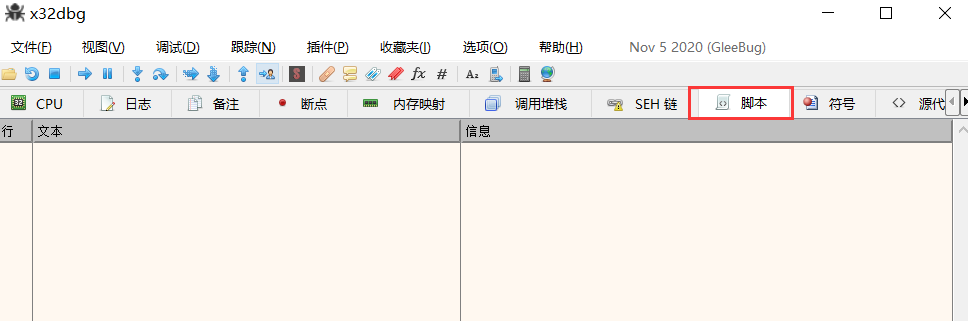 x32dbg
文件(F) 视图(V) 调试(D) 跟踪(N) 插件(P) 收藏夹(I) 选项(O) 帮助(H) Nov 5 2020 (GleeBug)
fx # A₂
CPU 日志 备注 断点 内存映射 调用堆栈 SEH 链 脚本 符号 源代
行 文本 信息